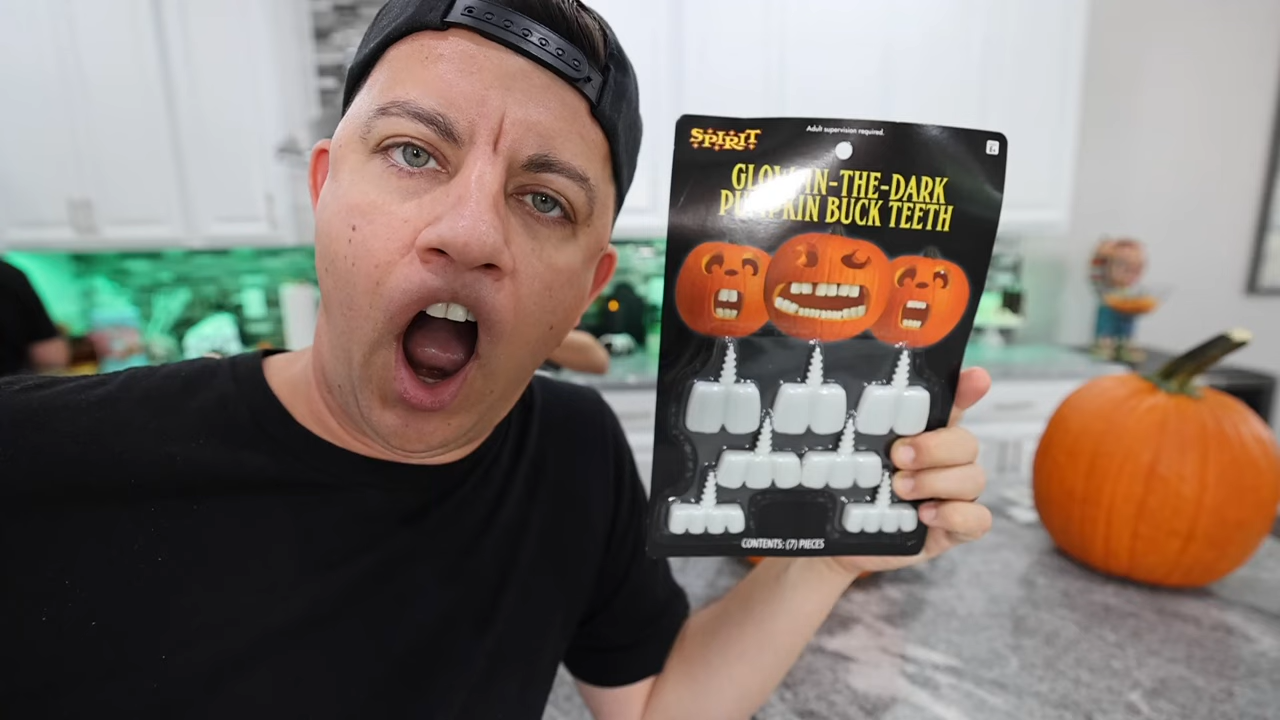 SPIRIT
Adult supervision required.
GLOW-IN-THE-DARK
PUMPKIN BUCK TEETH
CONTENTS: (7) PIECES